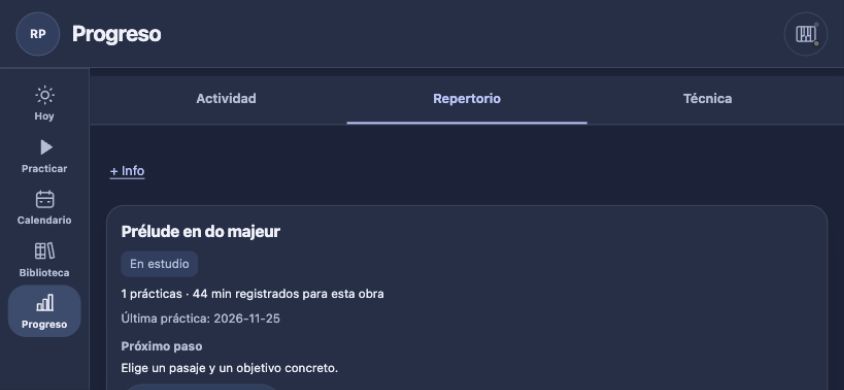 RP
Progreso
Hoy
Practicar
Calendario
Biblioteca
Progreso
Actividad Repertorio Técnica
+ Info
Prélude en do majeur
En estudio
1 prácticas · 44 min registrados para esta obra
Última práctica: 2026-11-25
Próximo paso
Elige un pasaje y un objetivo concreto.